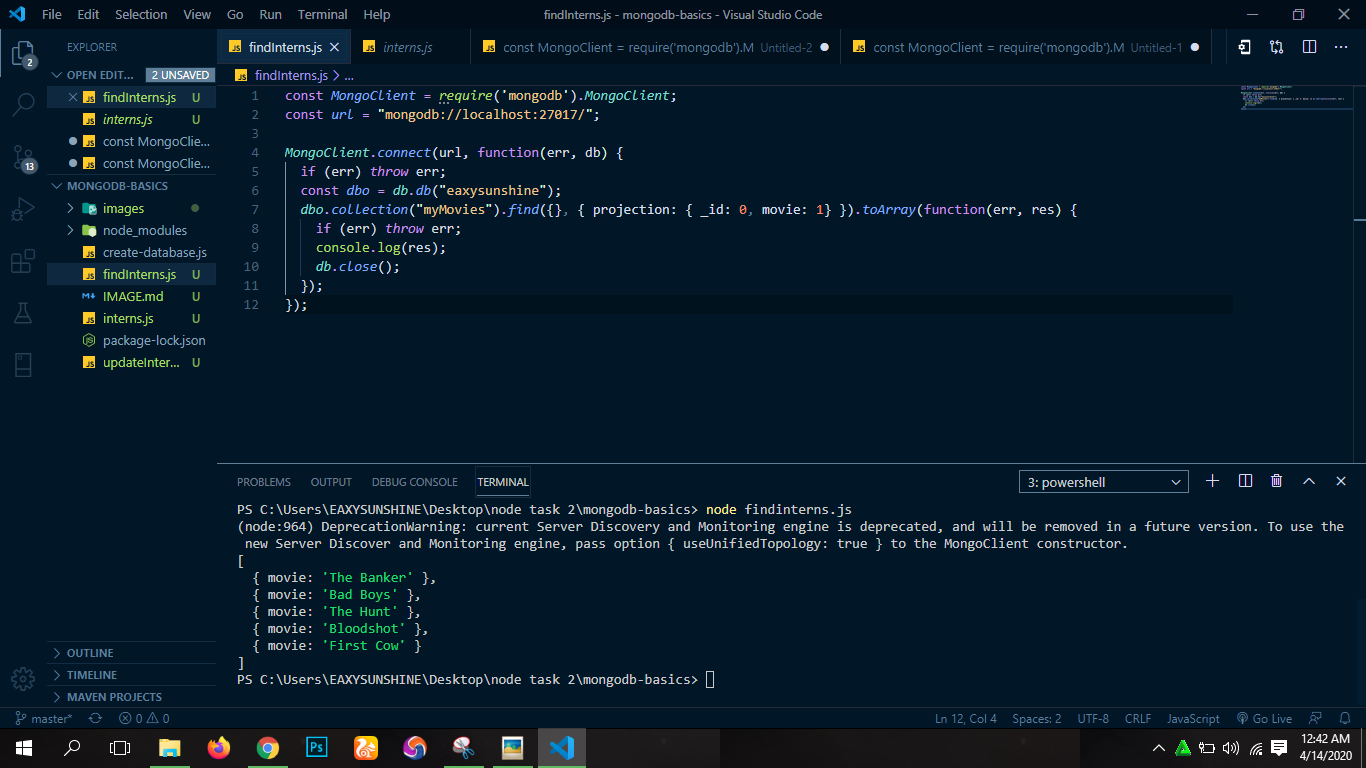 File Edit Selection View Go Run Terminal Help findInterns.js - mongodb-basics - Visual Studio Code
EXPLORER
findInterns.js
interns.js
const MongoClient = require('mongodb').M Untitled-2
const MongoClient = require('mongodb').M Untitled-1
2
OPEN EDIT... 2 UNSAVED
findInterns.js U
interns.js U
const MongoClie...
const MongoClie...
13
MONGODB-BASICS
images
node_modules
create-database.js
findInterns.js U
IMAGE.md U
interns.js U
package-lock.json
updateInter... U
OUTLINE
TIMELINE
MAVEN PROJECTS
findInterns.js > ...
1 const MongoClient = require('mongodb').MongoClient;
2 const url = "mongodb://localhost:27017/";
3
4 MongoClient.connect(url, function(err, db) {
5 if (err) throw err;
6 const dbo = db.db("eaxysunshine");
7 dbo.collection("myMovies").find({}, { projection: { _id: 0, movie: 1} }).toArray(function(err, res) {
8 if (err) throw err;
9 console.log(res);
10 db.close();
11 });
12 });
PROBLEMS OUTPUT DEBUG CONSOLE TERMINAL 3: powershell
PS C:\Users\EAXYSUNSHINE\Desktop\node task 2\mongodb-basics> node findinterns.js
(node:964) DeprecationWarning: current Server Discovery and Monitoring engine is deprecated, and will be removed in a future version. To use the
new Server Discover and Monitoring engine, pass option { useUnifiedTopology: true } to the MongoClient constructor.
[
{ movie: 'The Banker' },
{ movie: 'Bad Boys' },
{ movie: 'The Hunt' },
{ movie: 'Bloodshot' },
{ movie: 'First Cow' }
]
PS C:\Users\EAXYSUNSHINE\Desktop\node task 2\mongodb-basics>
master* 0 0 Ln 12, Col 4 Spaces: 2 UTF-8 CRLF JavaScript Go Live
Ps
12:42 AM
4/14/2020